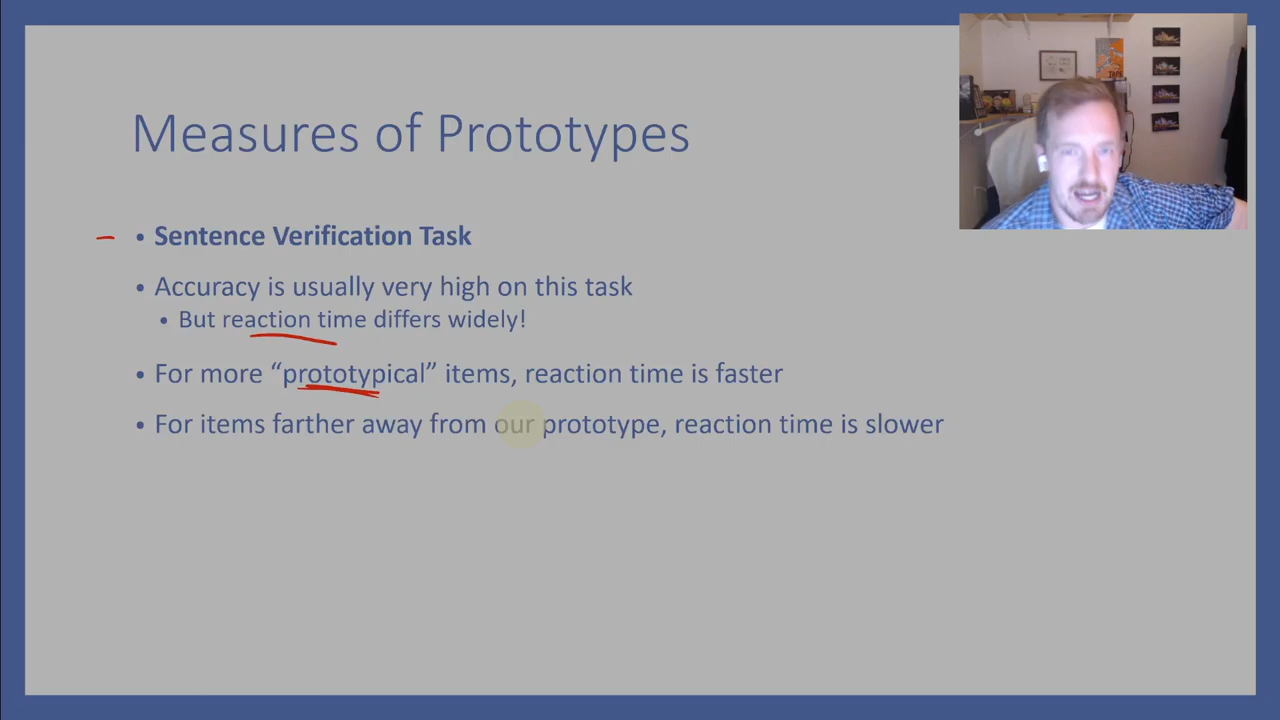 Measures of Prototypes
• Sentence Verification Task
• Accuracy is usually very high on this task
• But reaction time differs widely!
• For more “prototypical” items, reaction time is faster
• For items farther away from our prototype, reaction time is slower